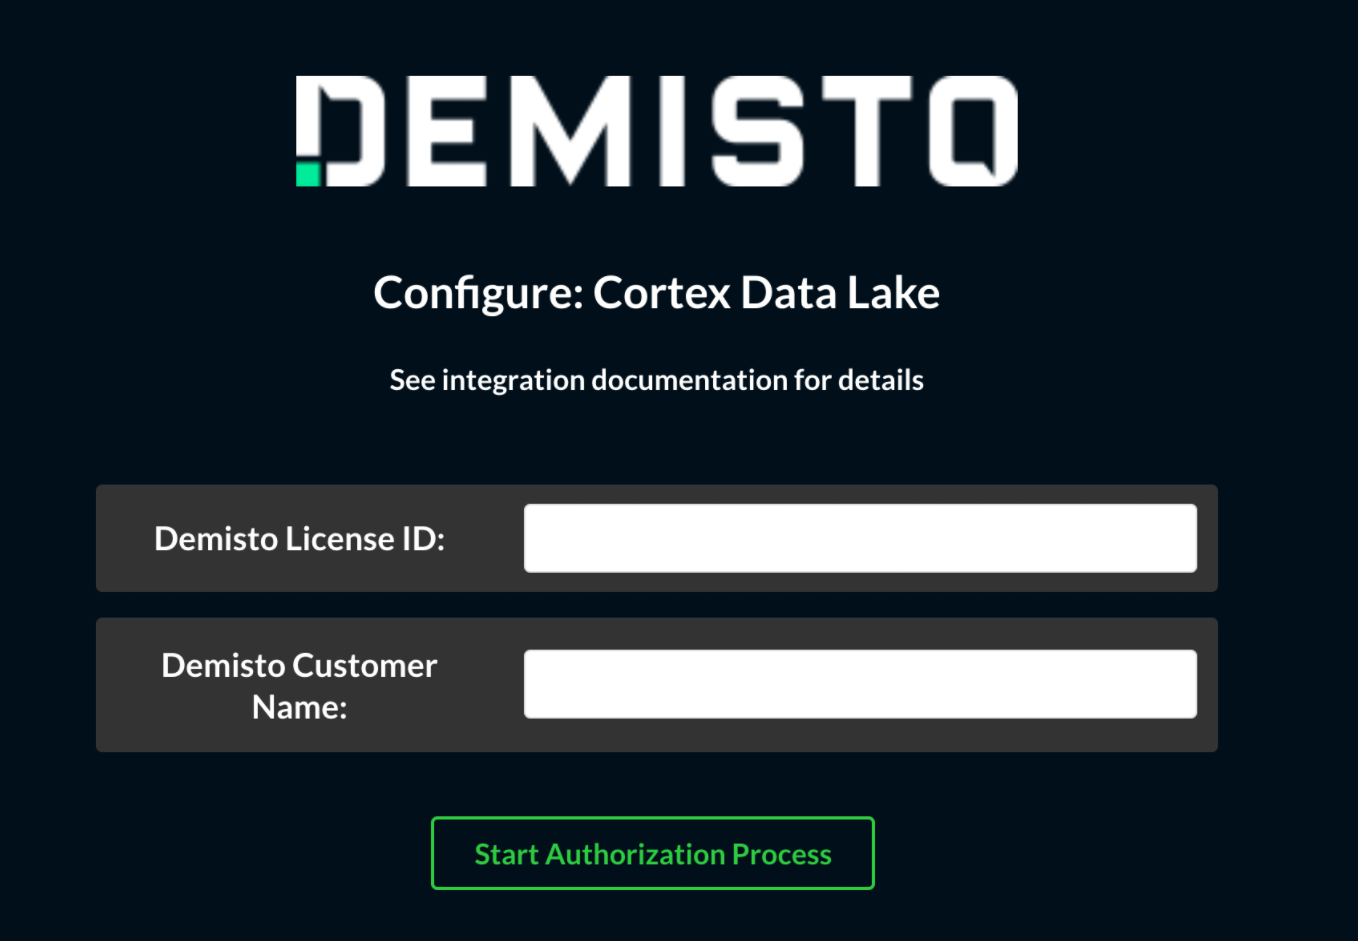 DEMISTO
Configure: Cortex Data Lake
See integration documentation for details
Demisto License ID:
Demisto Customer
Name:
Start Authorization Process